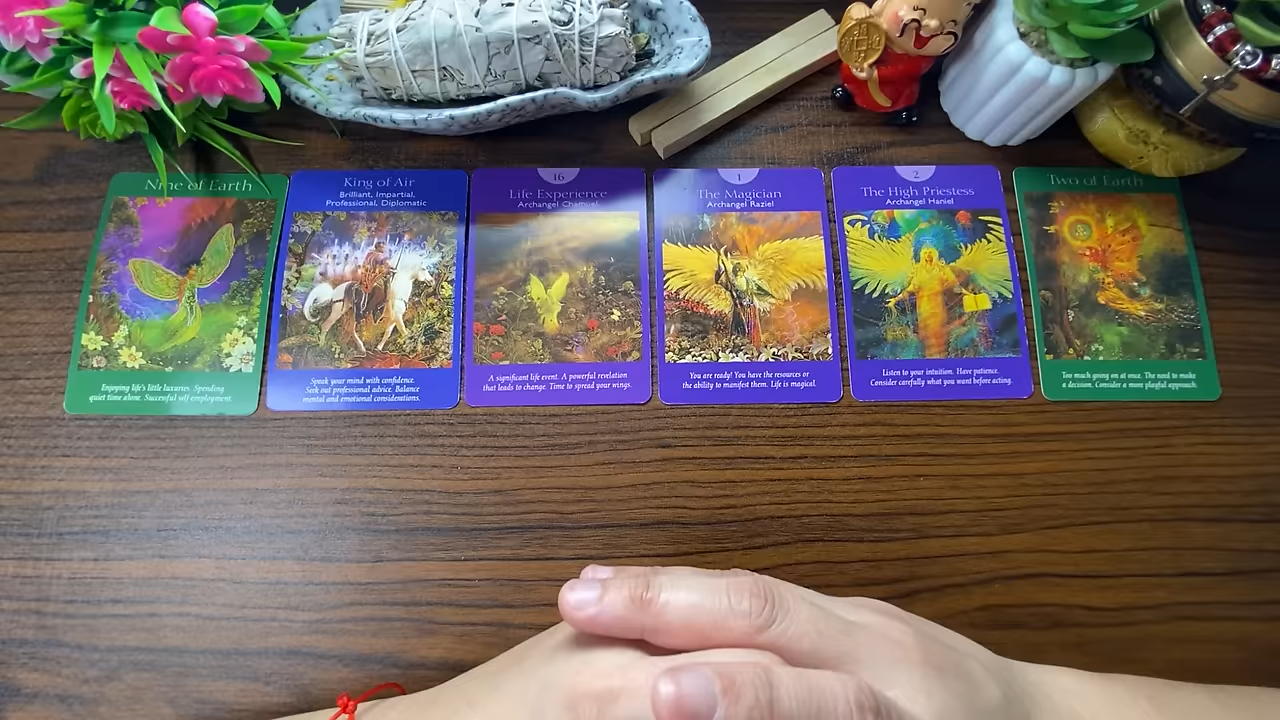 Nine of Earth
Enjoying life's little luxuries. Spending
quiet time alone. Successful self employment.
King of Air
Brilliant, Impartial,
Professional, Diplomatic
Speak your mind with confidence.
Seek out professional advice. Balance
mental and emotional considerations.
16
Life Experience
Archangel Chamuel
A significant life event. A powerful revelation
that leads to change. Time to spread your wings.
1
The Magician
Archangel Raziel
You are ready! You have the resources or
the ability to manifest them. Life is magical.
2
The High Priestess
Archangel Haniel
Listen to your intuition. Have patience.
Consider carefully what you want before acting.
Two of Earth
Too much going on at once. The need to make
a decision. Consider a more playful approach.